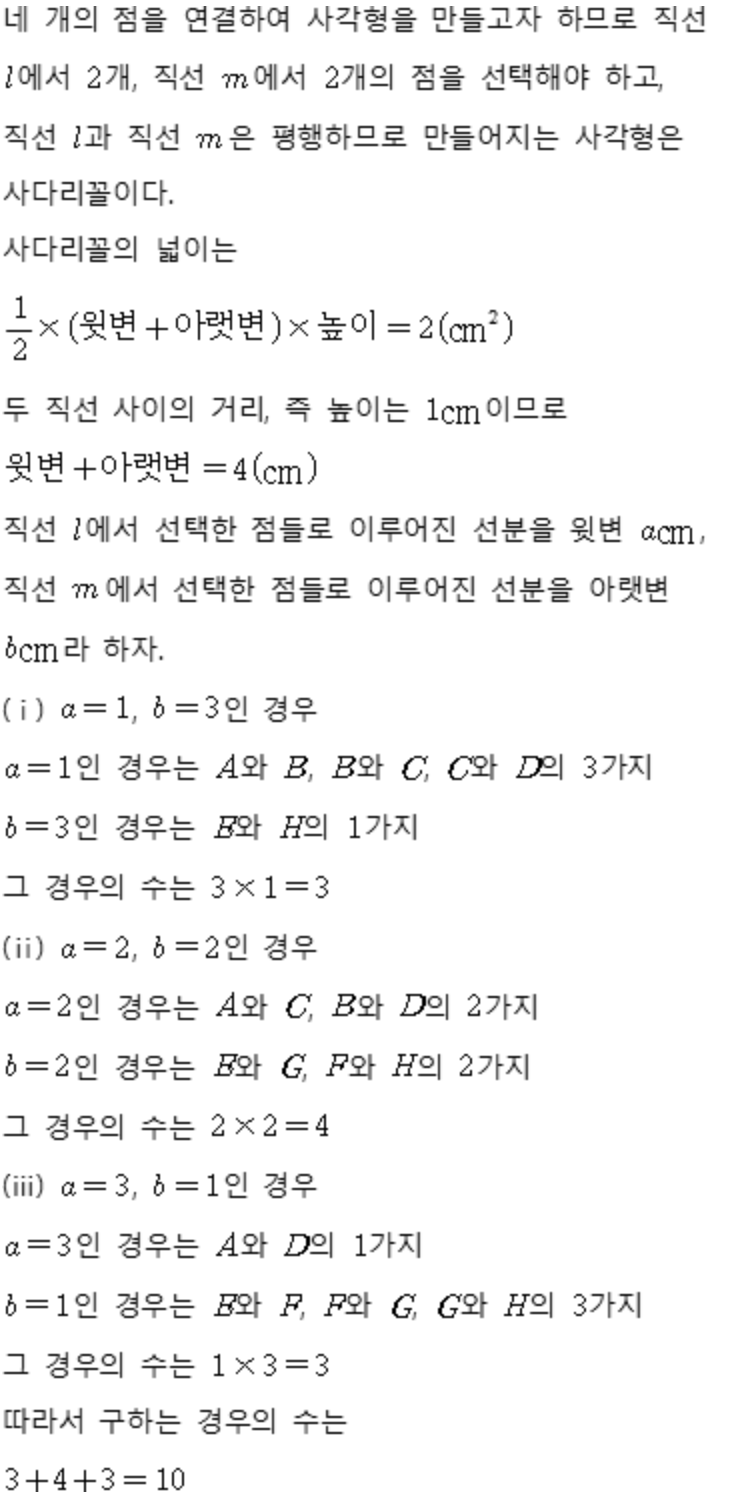 네 개의 점을 연결하여 사각형을 만들고자 하므로 직선
l에서 2개, 직선 m에서 2개의 점을 선택해야 하고,
직선 l과 직선 m은 평행하므로 만들어지는 사각형은
사다리꼴이다.
사다리꼴의 넓이는
1/2×(윗변+아랫변)×높이=2(cm²)
두 직선 사이의 거리, 즉 높이는 1cm이므로
윗변+아랫변=4(cm)
직선 l에서 선택한 점들로 이루어진 선분을 윗변 acm,
직선 m에서 선택한 점들로 이루어진 선분을 아랫변
bcm라 하자.
(i) a=1, b=3인 경우
a=1인 경우는 A와 B, B와 C, C와 D의 3가지
b=3인 경우는 E와 H의 1가지
그 경우의 수는 3×1=3
(ii) a=2, b=2인 경우
a=2인 경우는 A와 C, B와 D의 2가지
b=2인 경우는 E와 G, F와 H의 2가지
그 경우의 수는 2×2=4
(iii) a=3, b=1인 경우
a=3인 경우는 A와 D의 1가지
b=1인 경우는 E와 F, F와 G, G와 H의 3가지
그 경우의 수는 1×3=3
따라서 구하는 경우의 수는
3+4+3=10